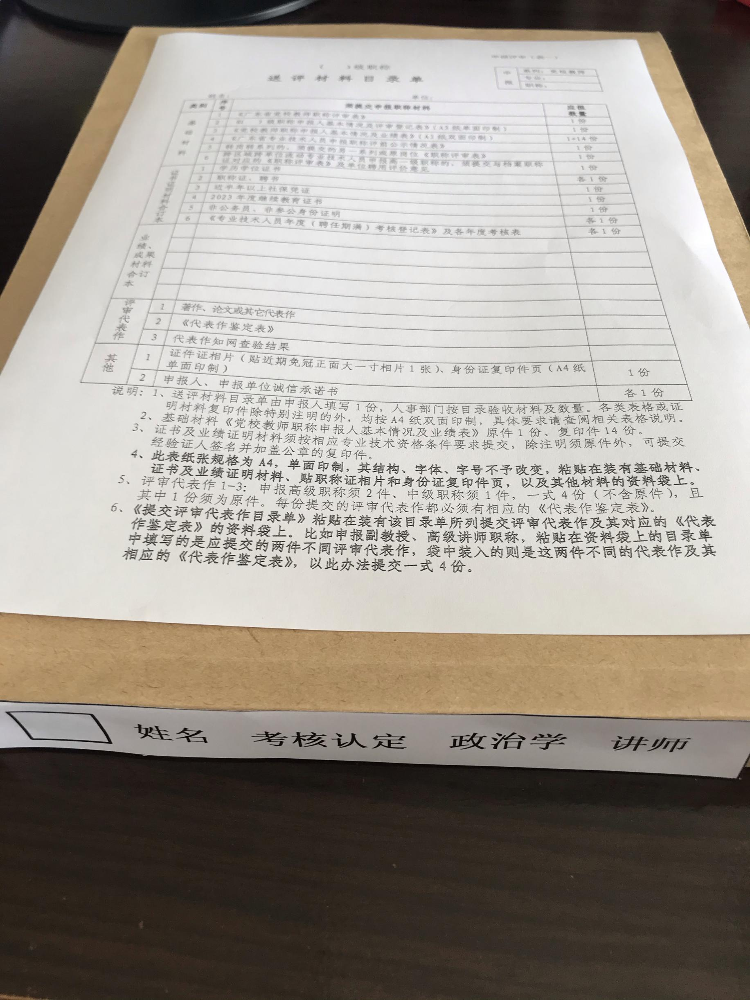 （ ）级职称
送评材料目录单
申报
系列：党校教师
专业：
职称：
姓名： 单位：
类别 序号 须提交申报职称材料 应报数量
基础材料
1 《广东省党校教师职称评审表》 1份
2 《（ ）级职称申报人基本情况及评审登记表》（A3纸单面印制） 1份
3 《党校教师职称申报人基本情况及业绩表》（A3纸双面印制） 1+14份
4 《广东省专业技术人员申报职称评前公示情况表》 1份
5 转岗转系列的，须提交的另一系列或原岗位《职称评审表》 1份
6 跨区域跨单位流动专业技术人员申报高一级职称的，须提交与档案职称
证对应的《职称评审表》及单位聘用评价意见 1份
证书证明材料合订本
1 学历学位证书 各1份
2 职称证、聘书 1份
3 近半年以上社保凭证 1份
4 2023年度继续教育证书 1份
5 非公务员、非参公身份证明 各1份
6 《专业技术人员年度（聘任期满）考核登记表》及各年度考核表 各1份
业绩、成果材料合订本
评审代表作
1 著作、论文或其它代表作
2 《代表作鉴定表》
3 代表作知网查验结果
其他
1 证件证相片（贴近期免冠正面大一寸相片1张）、身份证复印件页（A4纸
单面印制） 1份
2 申报人、申报单位诚信承诺书 各1份
说明：1、送评材料目录单由申报人填写1份，人事部门按目录验收材料及数量。各类表格或证
明材料复印件除特别注明的外，均按A4纸双面印制，具体要求请查阅相关表格说明。
2、基础材料《党校教师职称申报人基本情况及业绩表》原件1份、复印件14份。
3、证书及业绩证明材料须按相应专业技术资格条件要求提交，除注明须原件外，可提交
经验证人签名并加盖公章的复印件。
4、此表纸张规格为A4，单面印制，其结构、字体、字号不予改变，粘贴在装有基础材料、
证书及业绩证明材料、贴职称证相片和身份证复印件页，以及其他材料的资料袋上。
5、评审代表作1-3：申报高级职称须2件、中级职称须1件，一式4份（不含原件），且
其中1份须为原件。每份提交的评审代表作都必须有相应的《代表作鉴定表》。
6、《提交评审代表作目录单》粘贴在装有该目录单所列提交评审代表作及其对应的《代表
作鉴定表》的资料袋上。比如申报副教授、高级讲师职称，粘贴在资料袋上的目录单
中填写的是应提交的两件不同评审代表作，袋中装入的则是这两件不同的代表作及其
相应的《代表作鉴定表》，以此办法提交一式4份。
姓名 考核认定 政治学 讲师